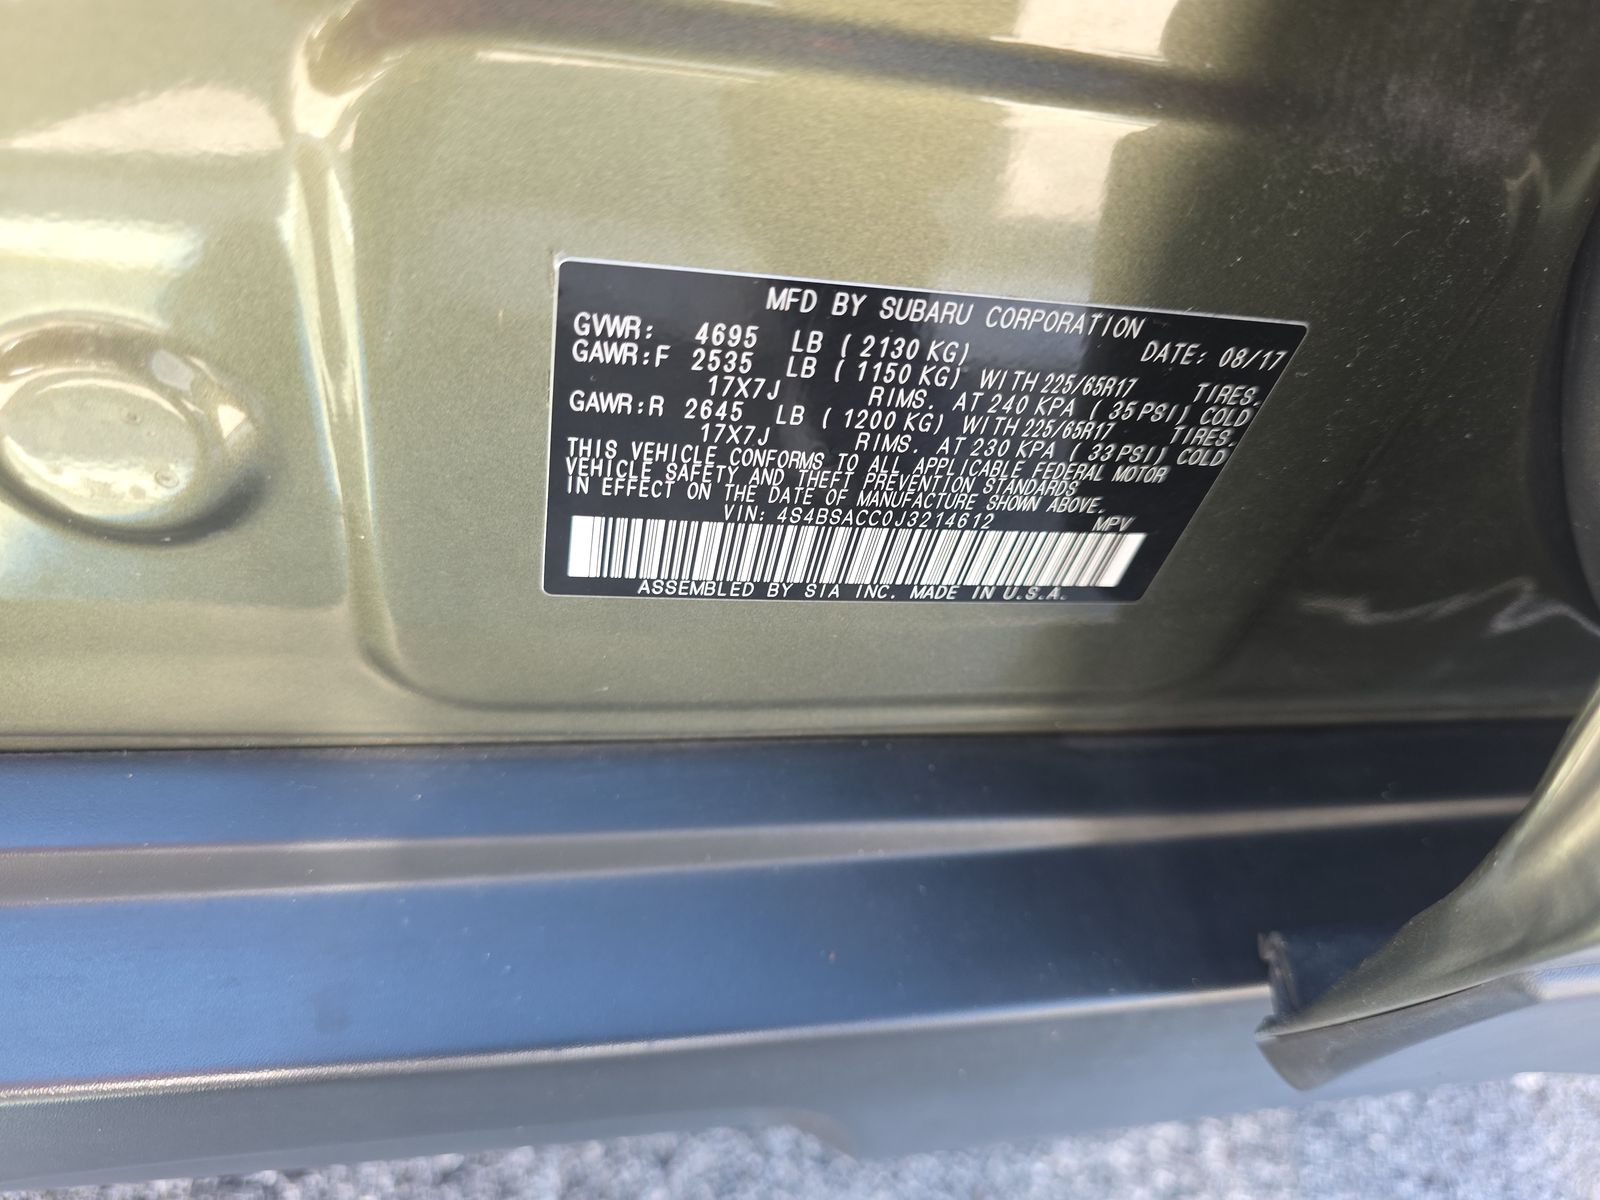 MFD BY SUBARU CORPORATION
GVWR: 4695 LB (2130 KG) DATE: 08/17
GAWR:F 2535 LB (1150 KG) WITH 225/65R17 TIRES.
17X7J RIMS. AT 240 KPA (35 PSI) COLD
GAWR:R 2645 LB (1200 KG) WITH 225/65R17 TIRES.
17X7J RIMS. AT 230 KPA (33 PSI) COLD
THIS VEHICLE CONFORMS TO ALL APPLICABLE FEDERAL MOTOR
VEHICLE SAFETY AND THEFT PREVENTION STANDARDS
IN EFFECT ON THE DATE OF MANUFACTURE SHOWN ABOVE.
VIN: 4S4BSACC0J3214612 MPV
ASSEMBLED BY SIA INC. MADE IN U.S.A.